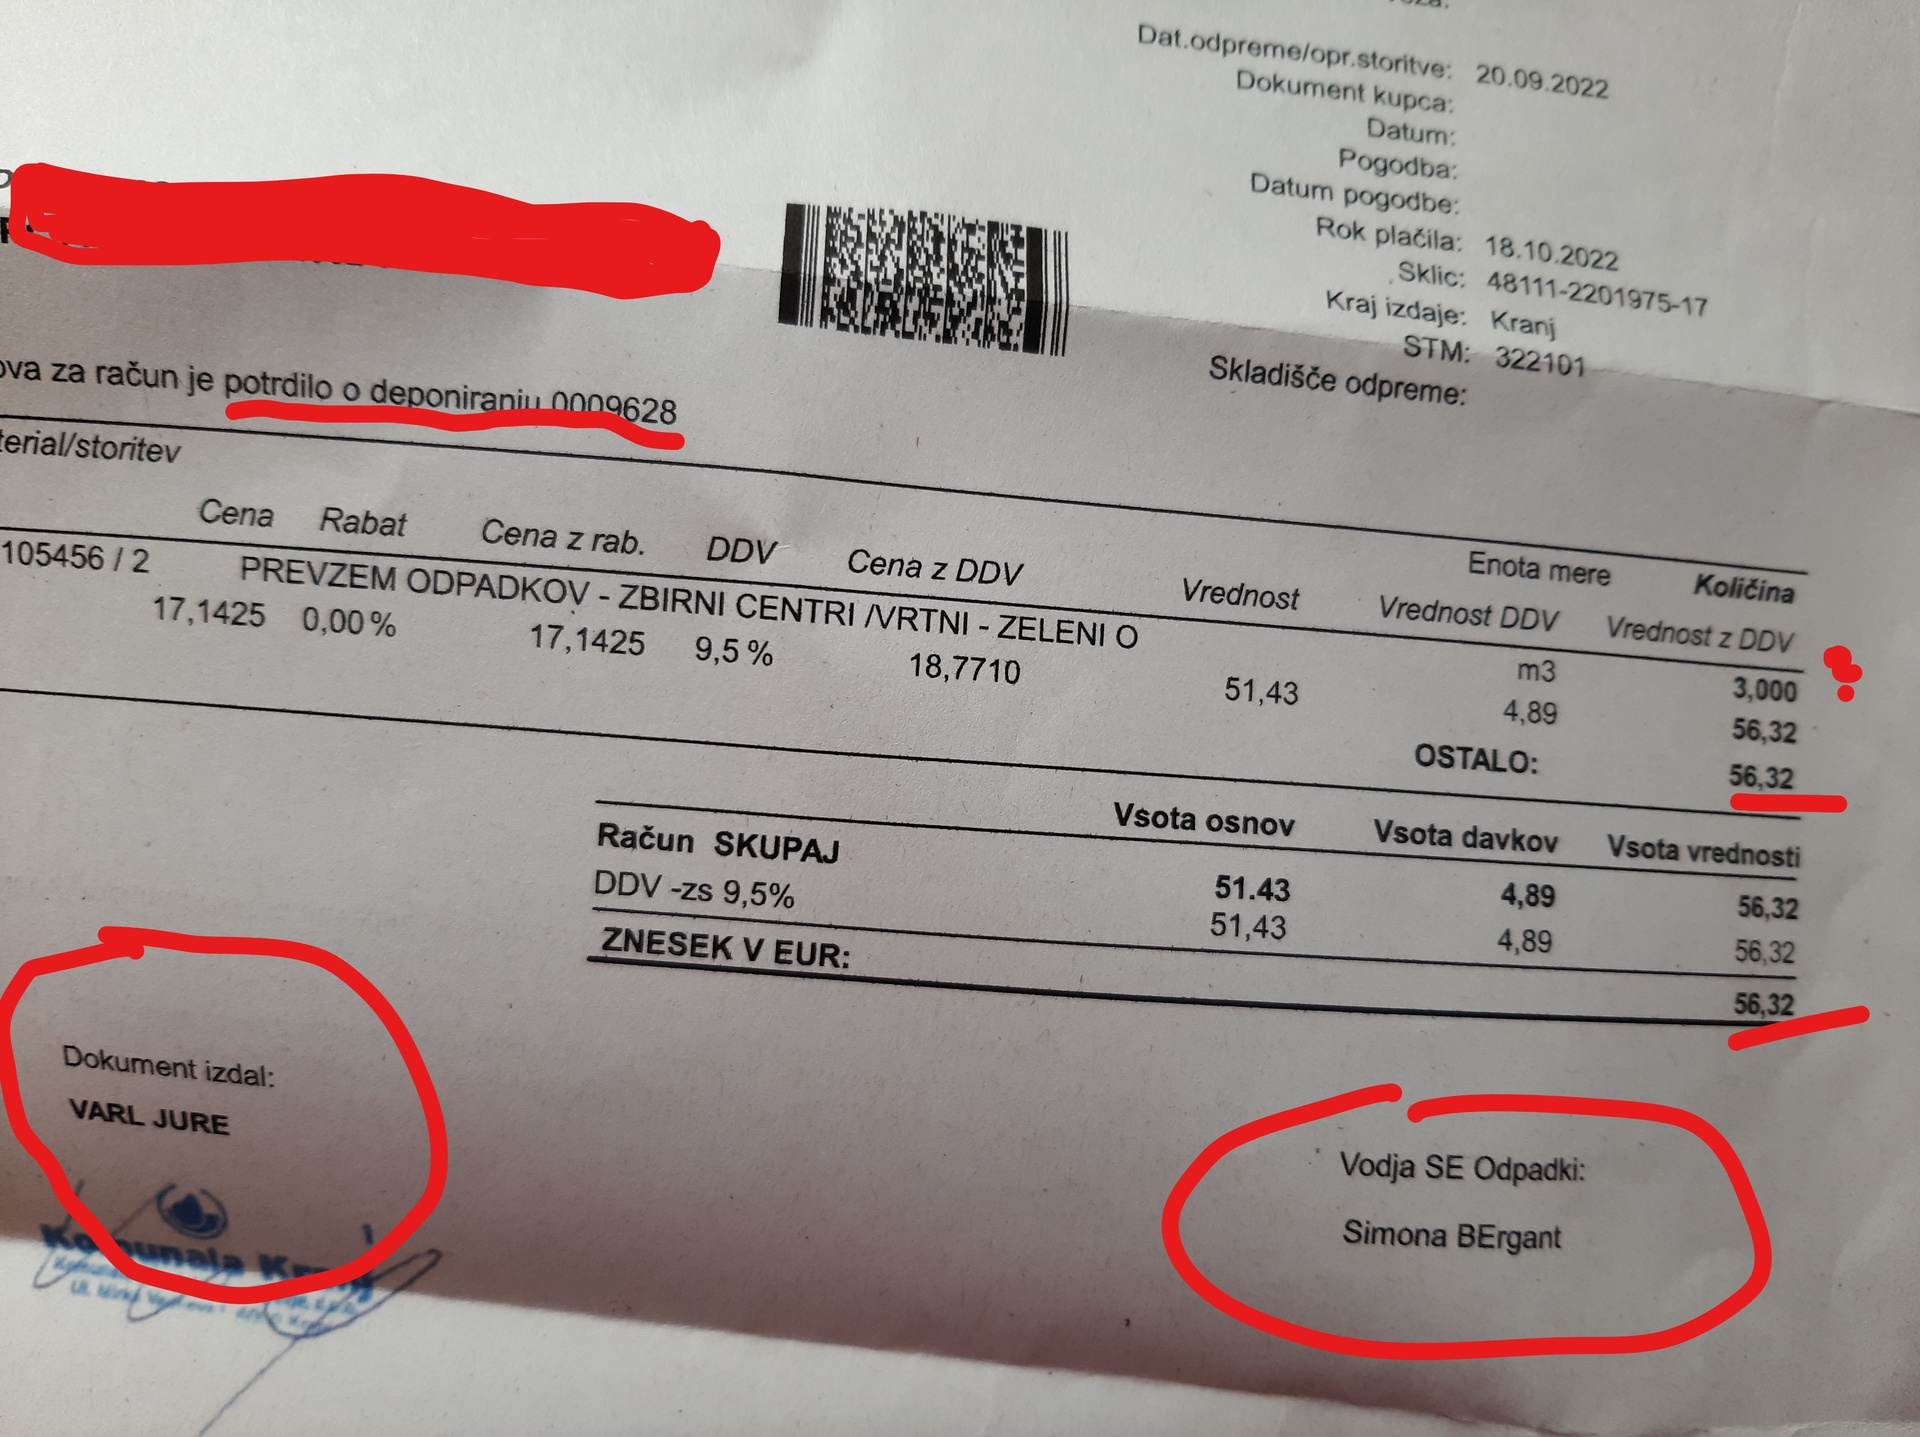 Dat.odpreme/opr.storitve: 20.09.2022
Dokument kupca:
Datum:
Pogodba:
Datum pogodbe:
Rok plačila: 18.10.2022
Sklic: 48111-2201975-17
Kraj izdaje: Kranj
STM: 322101
Skladišče odpreme:
ova za račun je potrdilo o deponiranju 0009628
terial/storitev
Enota mere Količina
Cena Rabat Cena z rab. DDV Cena z DDV Vrednost Vrednost DDV Vrednost z DDV
105456 / 2 PREVZEM ODPADKOV - ZBIRNI CENTRI /VRTNI - ZELENI O m3 3,000
17,1425 0,00 % 17,1425 9,5 % 18,7710 51,43 4,89 56,32
OSTALO: 56,32
Vsota osnov Vsota davkov Vsota vrednosti
Račun SKUPAJ 51.43 4,89 56,32
DDV -zs 9,5% 51,43 4,89 56,32
ZNESEK V EUR: 56,32
Dokument izdal:
VARL JURE
Vodja SE Odpadki:
Simona BErgant
Komunala Kranj